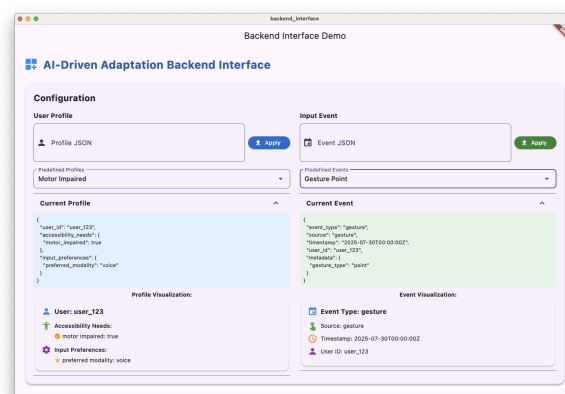 backend_interface
Backend Interface Demo
AI-Driven Adaptation Backend Interface
Configuration
User Profile
Profile JSON
Apply
Predefined Profiles
Motor Impaired
Current Profile
{
"user_id": "user_123",
"accessibility_needs": {
"motor_impaired": true
},
"input_preferences": {
"preferred_modality": "voice"
}
}
Profile Visualization:
User: user_123
Accessibility Needs:
motor impaired: true
Input Preferences:
preferred modality: voice
Input Event
Event JSON
Apply
Predefined Events
Gesture Point
Current Event
{
"event_type": "gesture",
"source": "gesture",
"timestamp": "2025-07-30T00:00:00Z",
"user_id": "user_123",
"metadata": {
"gesture_type": "point"
}
}
Event Visualization:
Event Type: gesture
Source: gesture
Timestamp: 2025-07-30T00:00:00Z
User ID: user_123